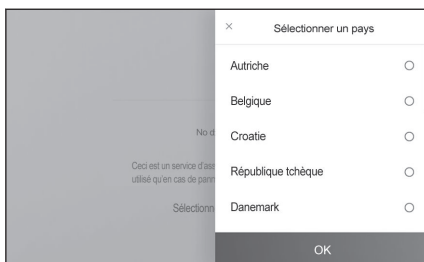 × Sélectionner un pays
Autriche
Belgique
Croatie
République tchèque
Danemark
OK
No d
Ceci est un service d'ase
utilisé qu'en cas de pann
Sélectionn